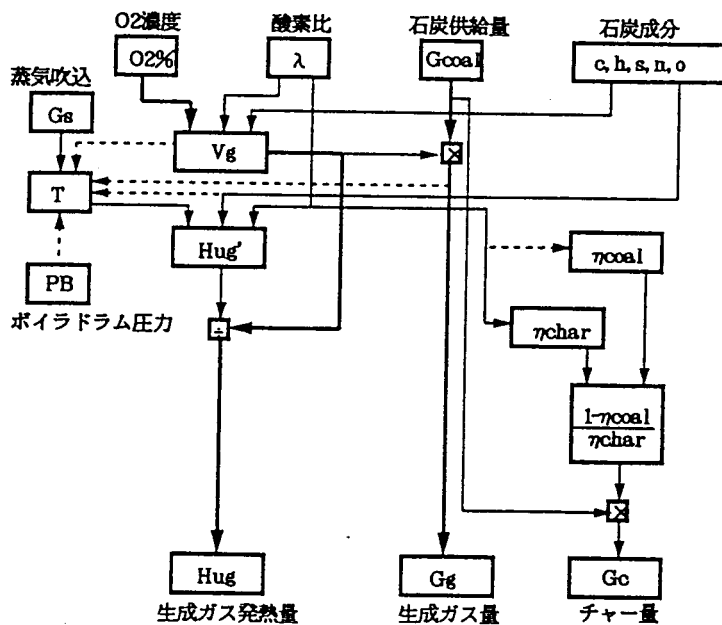 O2濃度
酸素比
石炭供給量
石炭成分
O2%
λ
Gcoal
c, h, s, n, o
蒸気吹込
Gs
Vg
×
T
Hug'
ηcoal
PB
ボイラドラム圧力
÷
ηchar
1-ηcoal
ηchar
×
Hug
Gg
Gc
生成ガス発熱量
生成ガス量
チャー量